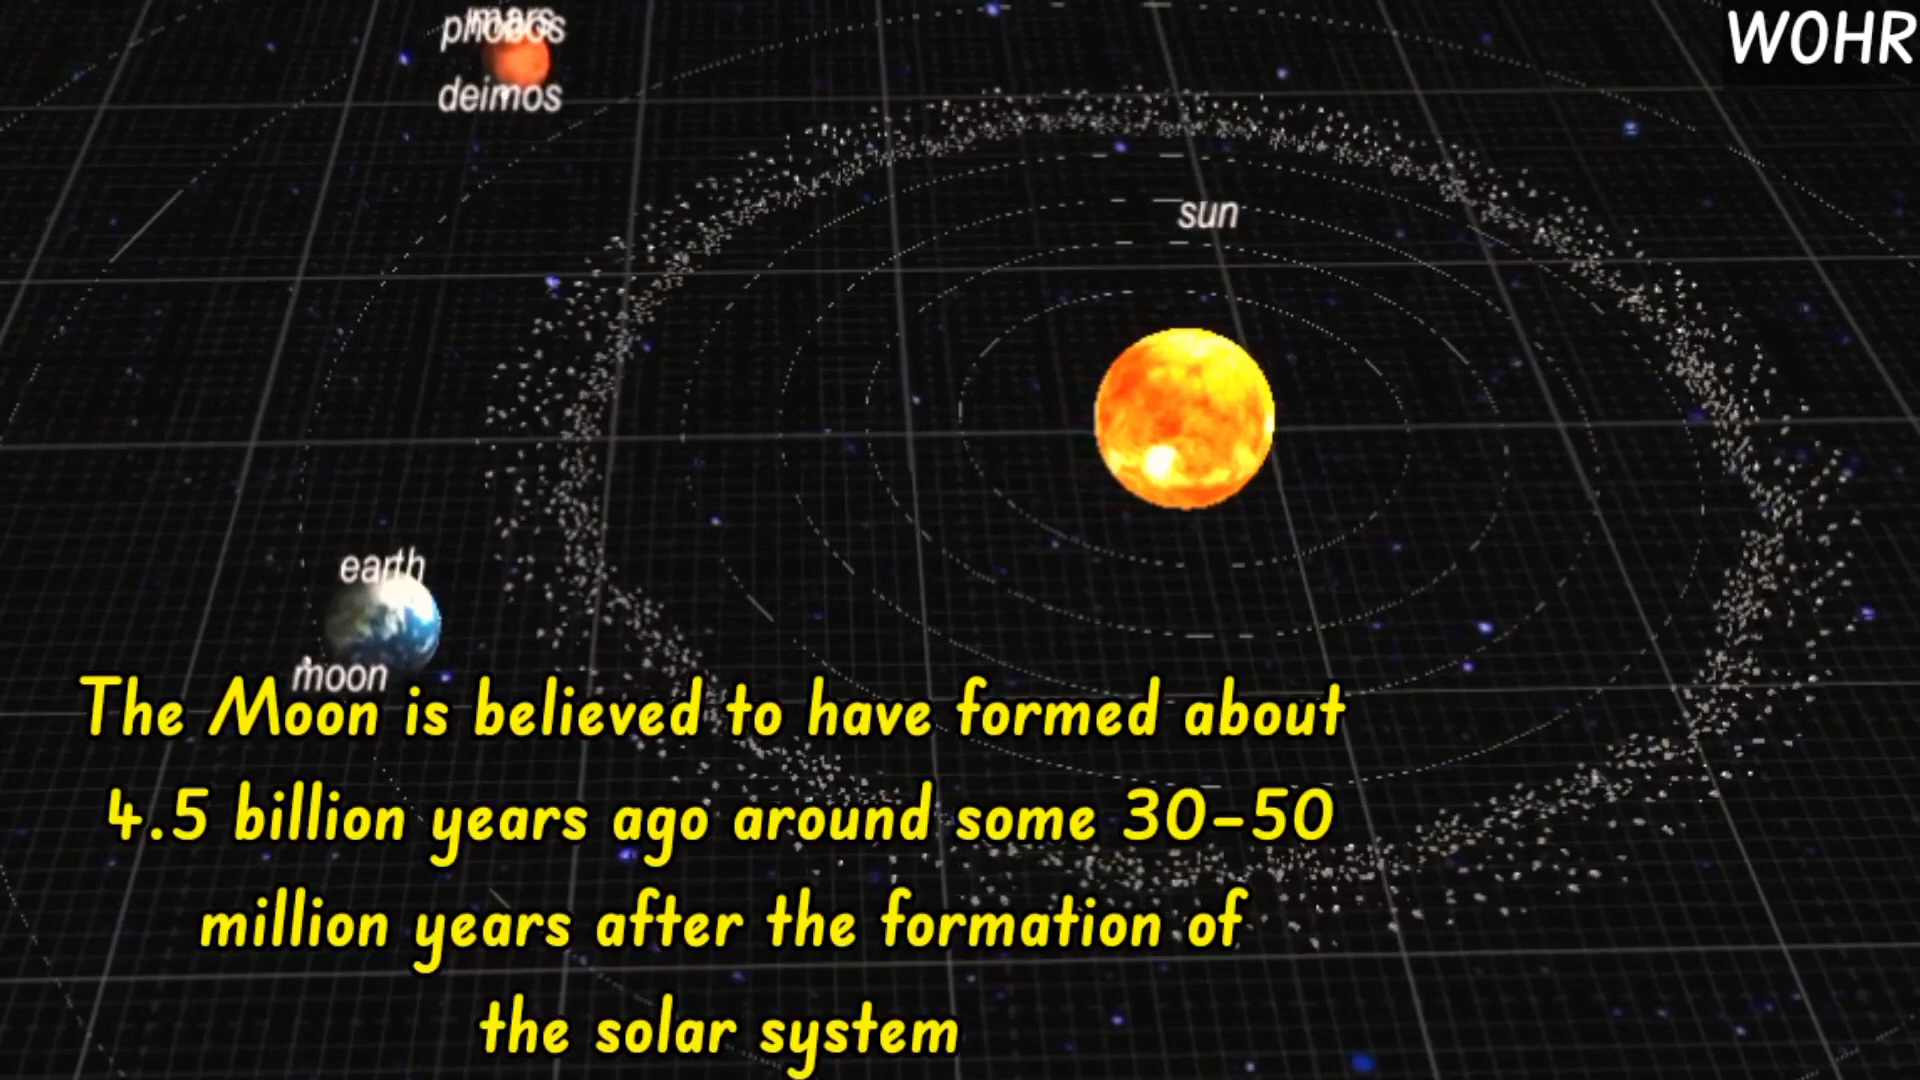 mars
phobos
deimos
WOHR
sun
earth
moon
The Moon is believed to have formed about
4.5 billion years ago around some 30-50
million years after the formation of
the solar system